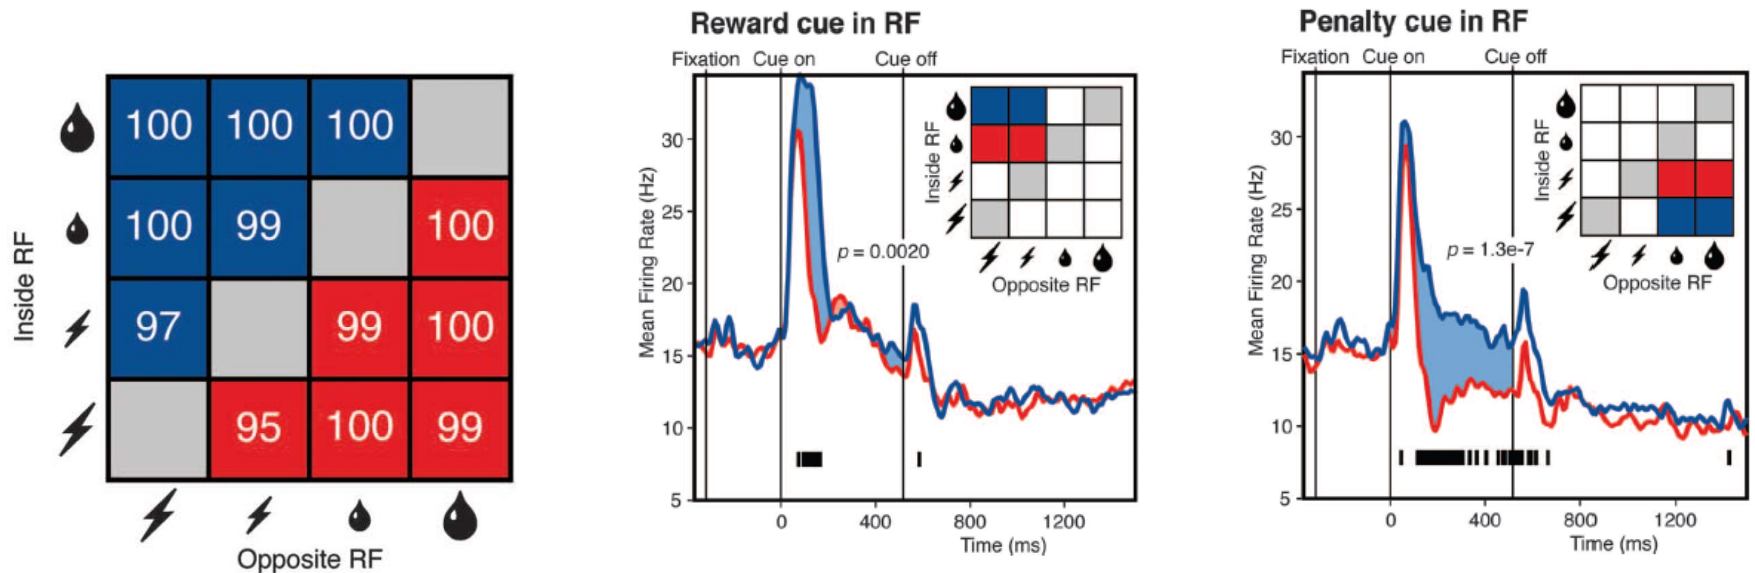 100 100 100
100 99 100
97 99 100
95 100 99
Inside RF
Opposite RF
Reward cue in RF
Fixation Cue on Cue off
Mean Firing Rate (Hz)
30
25
20
15
10
5
p = 0.0020
Inside RF
Opposite RF
0 400 800 1200
Time (ms)
Penalty cue in RF
Fixation Cue on Cue off
Mean Firing Rate (Hz)
30
25
20
15
10
5
p = 1.3e-7
Inside RF
Opposite RF
0 400 800 1200
Time (ms)